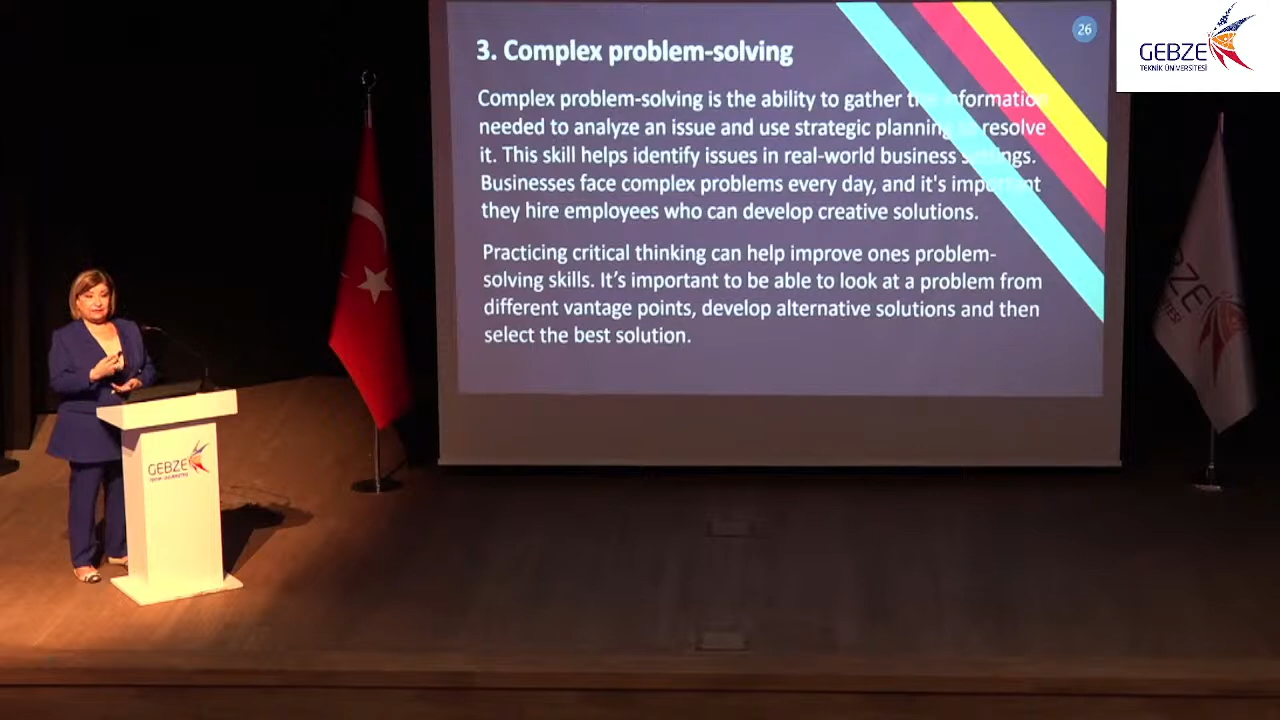 3. Complex problem-solving
26
GEBZE
TEKNİK ÜNİVERSİTESİ
Complex problem-solving is the ability to gather the information
needed to analyze an issue and use strategic planning to resolve
it. This skill helps identify issues in real-world business settings.
Businesses face complex problems every day, and it's important
they hire employees who can develop creative solutions.
Practicing critical thinking can help improve ones problem-
solving skills. It's important to be able to look at a problem from
different vantage points, develop alternative solutions and then
select the best solution.
GEBZE
TEKNİK ÜNİVERSİTESİ